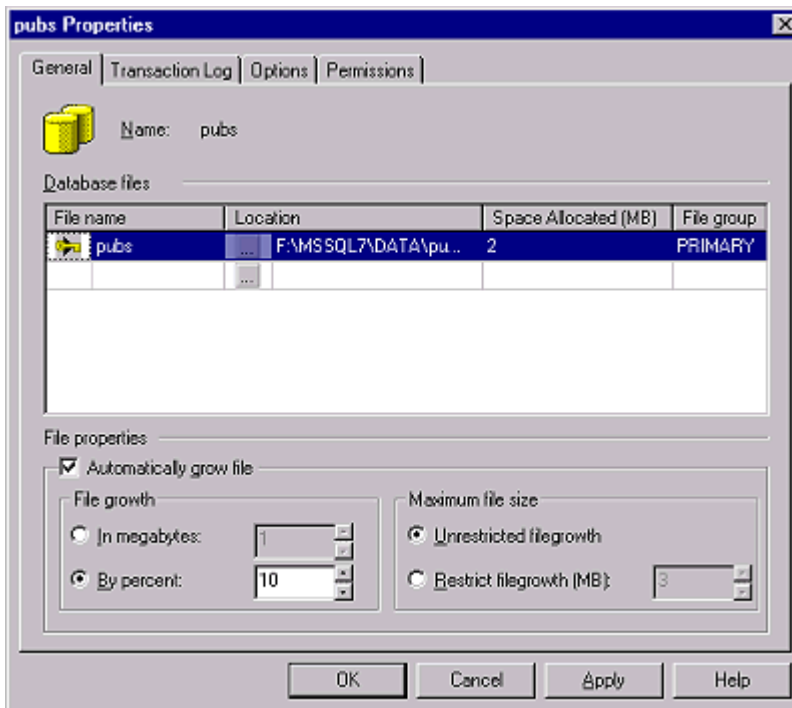 pubs Properties
General Transaction Log Options Permissions
Name: pubs
Database files
File name Location Space Allocated (MB) File group
pubs ... F:\MSSQL7\DATA\pu... 2 PRIMARY
...
File properties
Automatically grow file
File growth Maximum file size
In megabytes: 1 Unrestricted filegrowth
By percent: 10 Restrict filegrowth (MB): 3
OK Cancel Apply Help